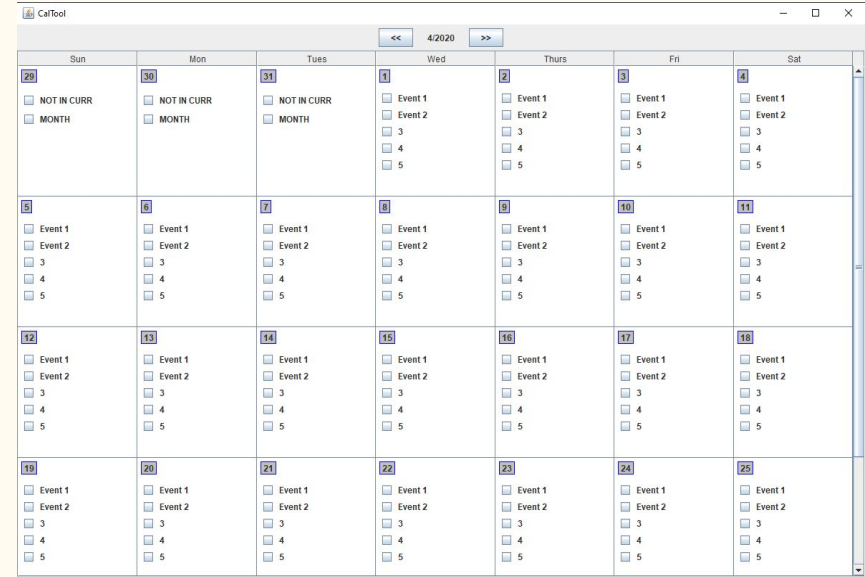 CalTool
<< 4/2020 >>
Sun Mon Tues Wed Thurs Fri Sat
29 30 31 1 2 3 4
NOT IN CURR NOT IN CURR NOT IN CURR Event 1 Event 1 Event 1 Event 1
MONTH MONTH MONTH Event 2 Event 2 Event 2 Event 2
3 3 3 3
4 4 4 4
5 5 5 5
5 6 7 8 9 10 11
Event 1 Event 1 Event 1 Event 1 Event 1 Event 1 Event 1
Event 2 Event 2 Event 2 Event 2 Event 2 Event 2 Event 2
3 3 3 3 3 3 3
4 4 4 4 4 4 4
5 5 5 5 5 5 5
12 13 14 15 16 17 18
Event 1 Event 1 Event 1 Event 1 Event 1 Event 1 Event 1
Event 2 Event 2 Event 2 Event 2 Event 2 Event 2 Event 2
3 3 3 3 3 3 3
4 4 4 4 4 4 4
5 5 5 5 5 5 5
19 20 21 22 23 24 25
Event 1 Event 1 Event 1 Event 1 Event 1 Event 1 Event 1
Event 2 Event 2 Event 2 Event 2 Event 2 Event 2 Event 2
3 3 3 3 3 3 3
4 4 4 4 4 4 4
5 5 5 5 5 5 5